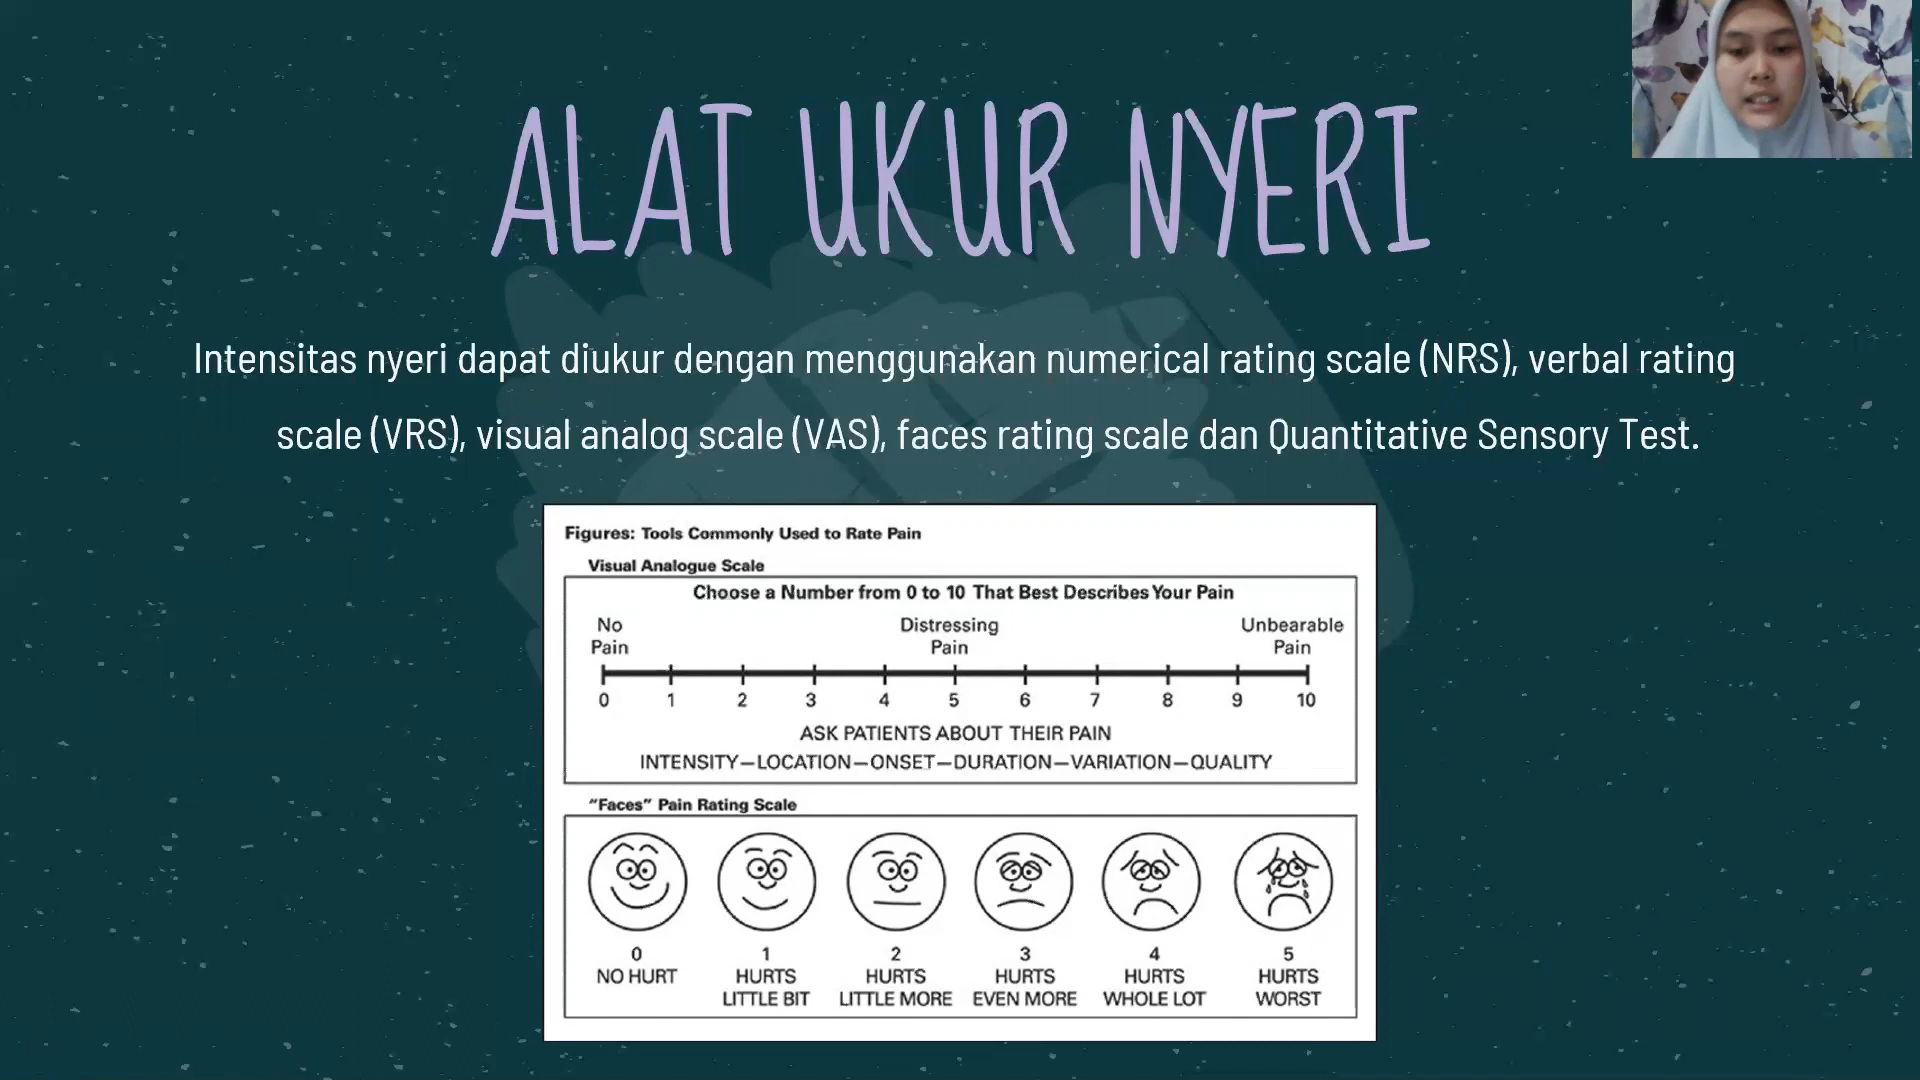 ALAT UKUR NYERI
Intensitas nyeri dapat diukur dengan menggunakan numerical rating scale (NRS), verbal rating
scale (VRS), visual analog scale (VAS), faces rating scale dan Quantitative Sensory Test.
Figures: Tools Commonly Used to Rate Pain
Visual Analogue Scale
Choose a Number from 0 to 10 That Best Describes Your Pain
No Distressing Unbearable
Pain Pain Pain
0 1 2 3 4 5 6 7 8 9 10
ASK PATIENTS ABOUT THEIR PAIN
INTENSITY—LOCATION—ONSET—DURATION—VARIATION—QUALITY
"Faces" Pain Rating Scale
0 1 2 3 4 5
NO HURT HURTS HURTS HURTS HURTS HURTS
LITTLE BIT LITTLE MORE EVEN MORE WHOLE LOT WORST